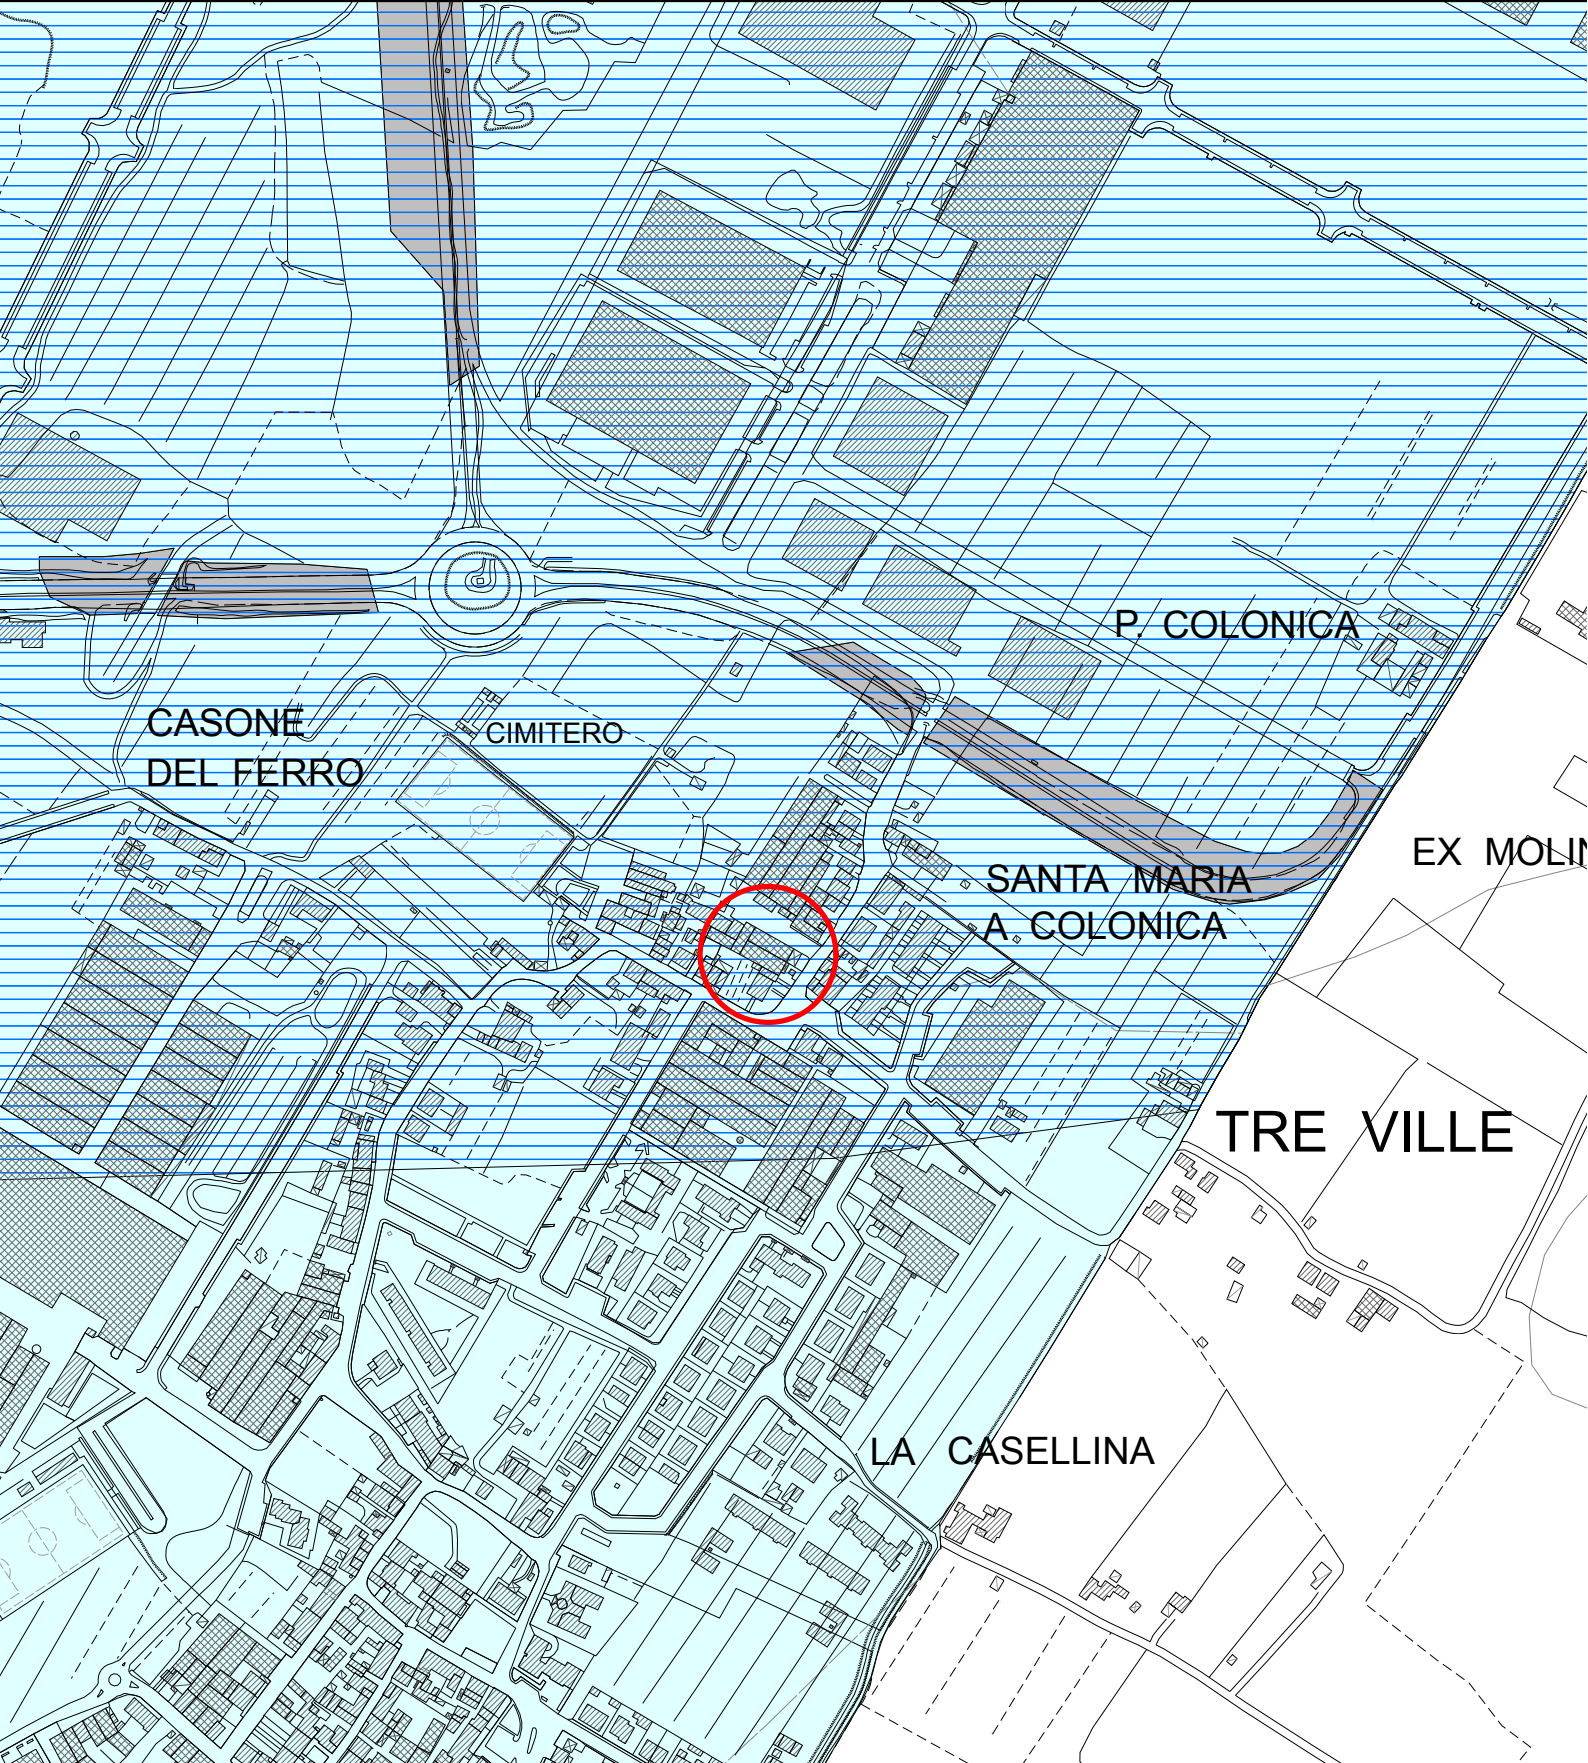 P. COLONICA
CASONE
DEL FERRO
CIMITERO
EX MOLIN
SANTA MARIA
A COLONICA
TRE VILLE
LA CASELLINA